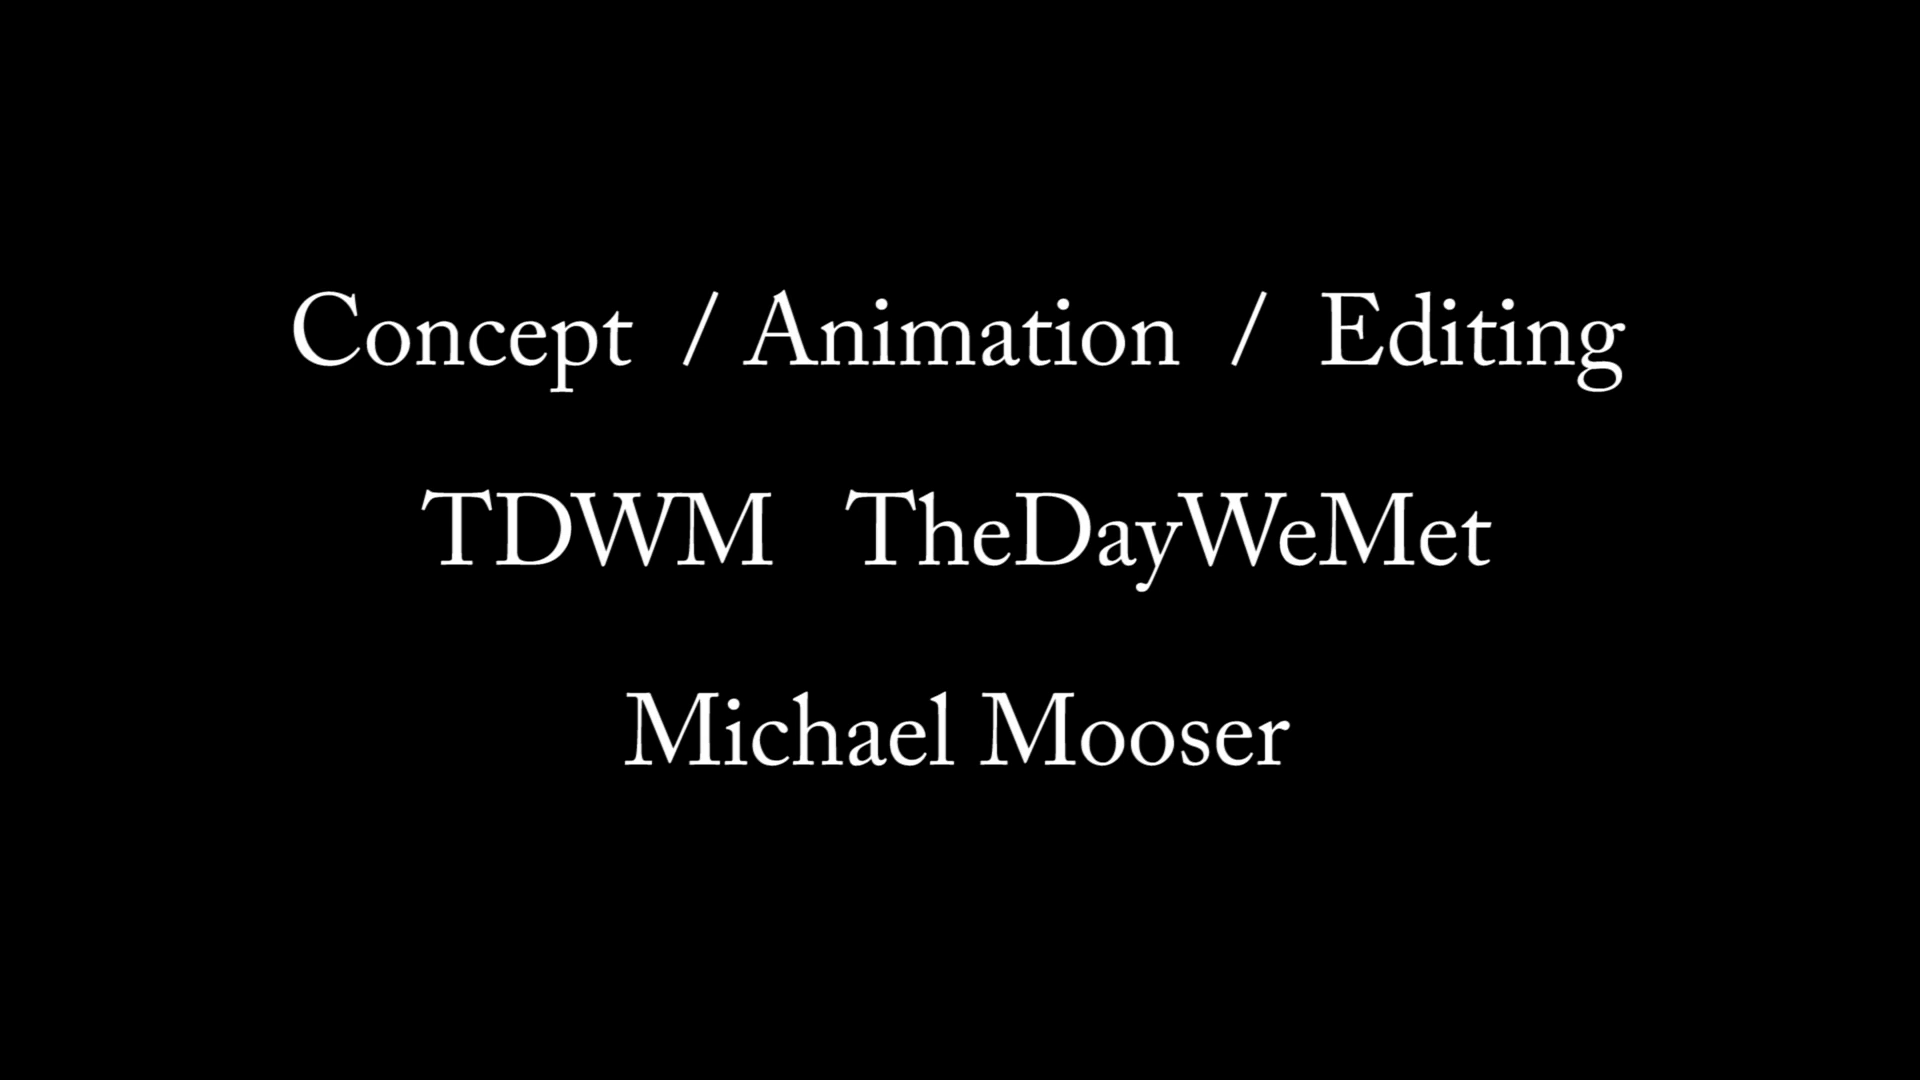 Concept / Animation / Editing
TDWM TheDayWeMet
Michael Mooser